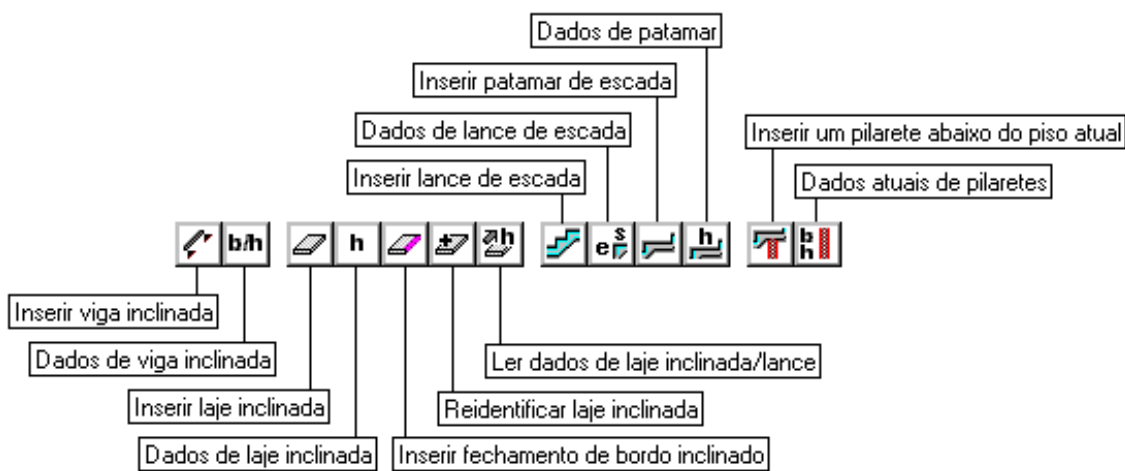 Dados de patamar
Inserir patamar de escada
Dados de lance de escada
Inserir um pilarete abaixo do piso atual
Inserir lance de escada
Dados atuais de pilaretes
b/h
h
h
e s
h
b
h
Inserir viga inclinada
Dados de viga inclinada
Ler dados de laje inclinada/lance
Inserir laje inclinada
Reidentificar laje inclinada
Dados de laje inclinada
Inserir fechamento de bordo inclinado